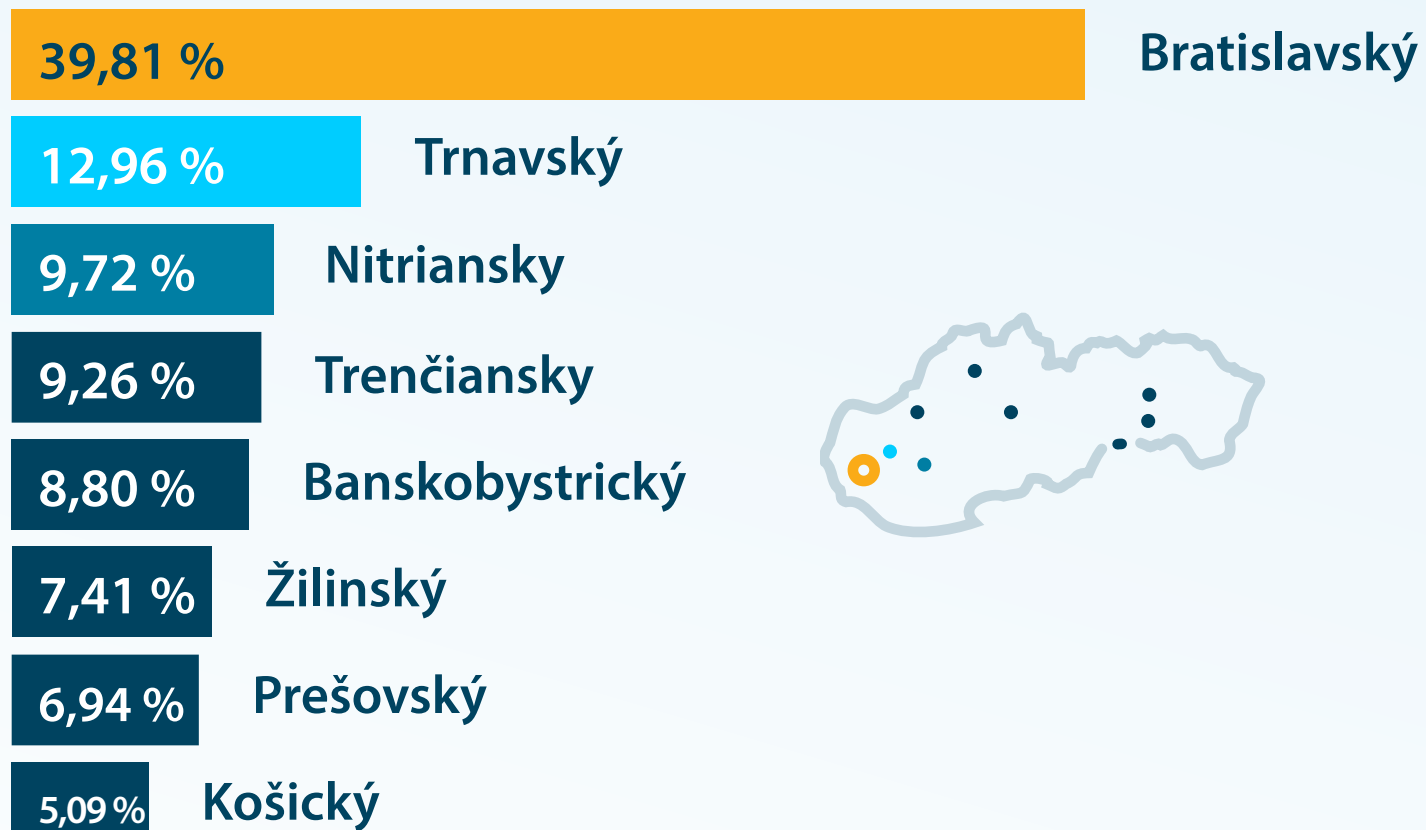 39,81 % Bratislavský
12,96 % Trnavský
9,72 % Nitriansky
9,26 % Trenčiansky
8,80 % Banskobystrický
7,41 % Žilinský
6,94 % Prešovský
5,09 % Košický